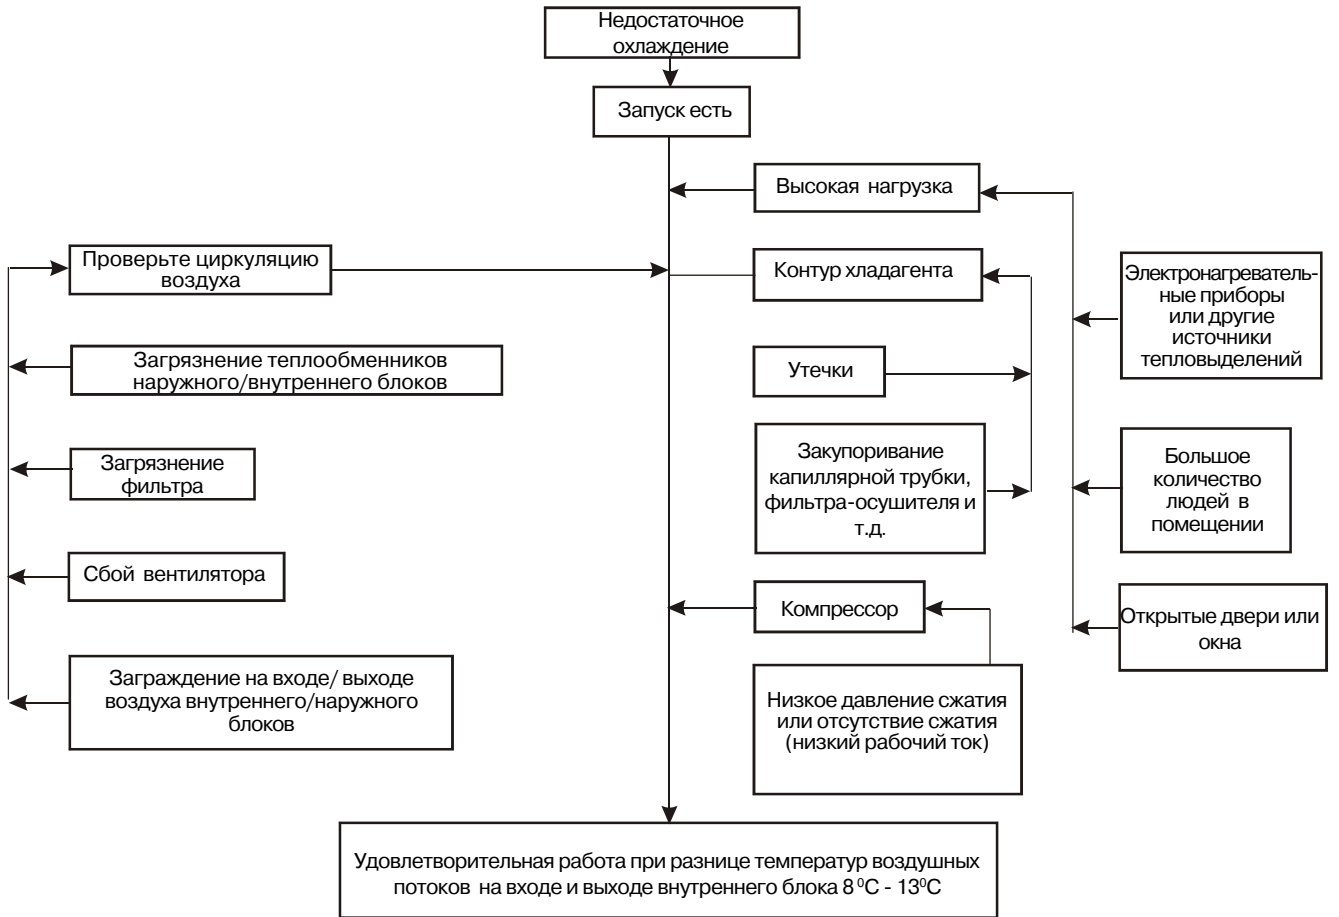 Недостаточное
охлаждение
Запуск есть
Высокая нагрузка
Проверьте циркуляцию
воздуха
Контур хладагента
Электронагреватель-
ные приборы
или другие
источники
тепловыделений
Загрязнение теплообменников
наружного/внутреннего блоков
Утечки
Загрязнение
фильтра
Закупоривание
капиллярной трубки,
фильтра-осушителя и
т.д.
Большое
количество
людей в
помещении
Сбой вентилятора
Компрессор
Открытые двери или
окна
Заграждение на входе/ выходе
воздуха внутреннего/наружного
блоков
Низкое давление сжатия
или отсутствие сжатия
(низкий рабочий ток)
Удовлетворительная работа при разнице температур воздушных
потоков на входе и выходе внутреннего блока 8 ⁰C - 13⁰C